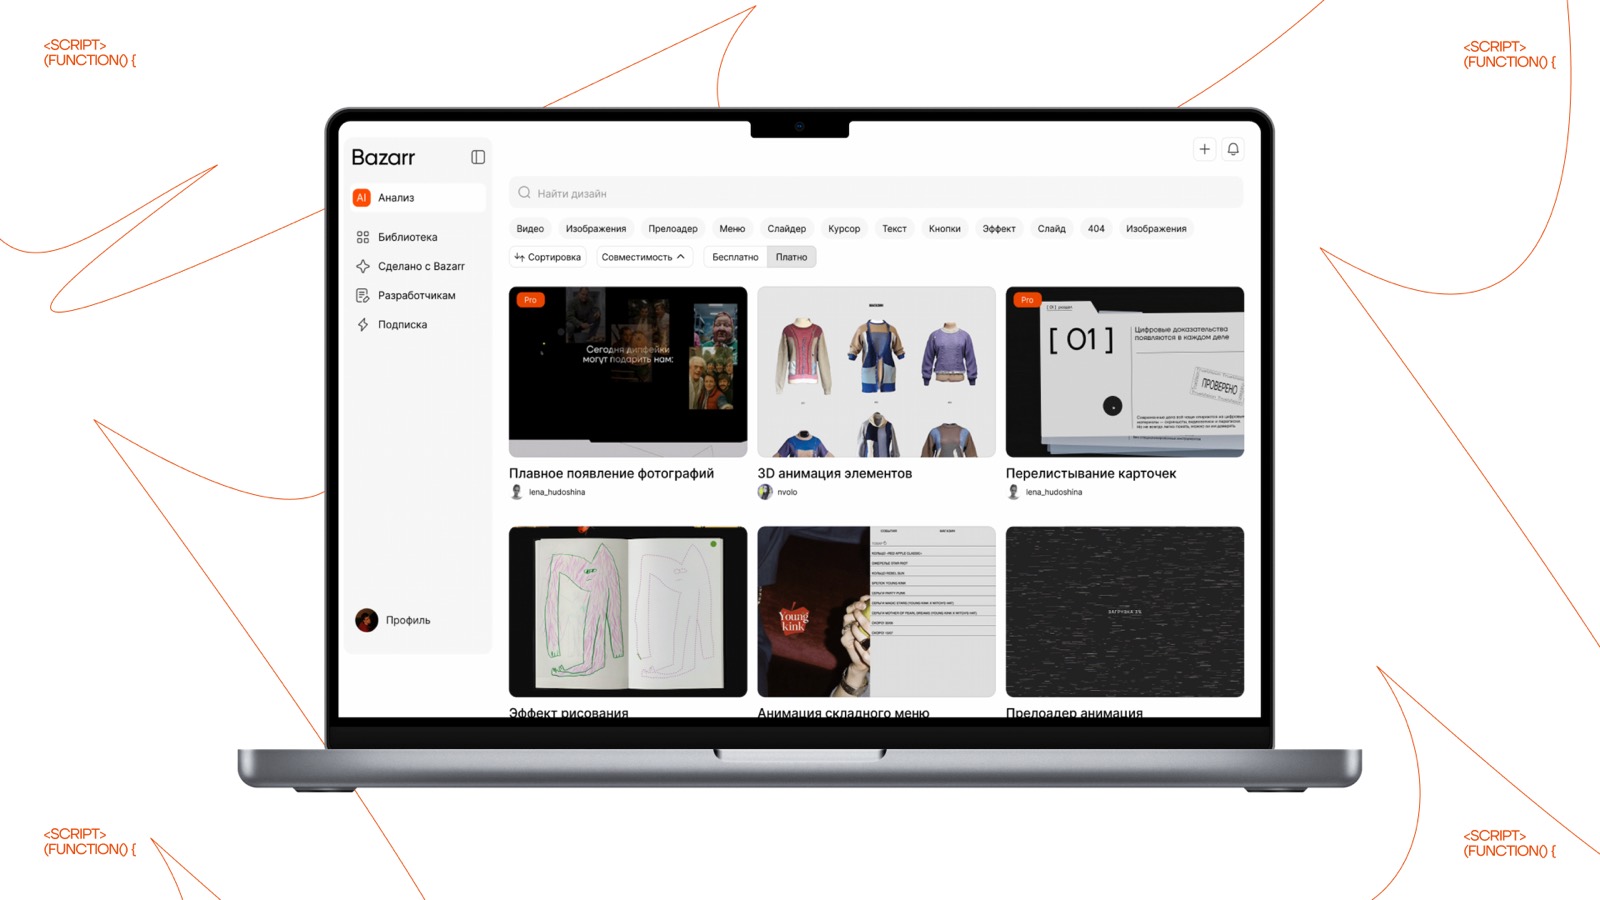 <SCRIPT>
(FUNCTION() {
<SCRIPT>
(FUNCTION() {
Bazarr
AI Анализ
Библиотека
Сделано с Bazarr
Разработчикам
Подписка
Профиль
Найти дизайн
Видео Изображения Прелоадер Меню Слайдер Курсор Текст Кнопки Эффект Слайд 404 Изображения
Сортировка Совместимость Бесплатно Платно
Pro
Сегодня дипфейки
могут подарить нам:
Плавное появление фотографий
lena_hudoshina
3D анимация элементов
nvolo
Pro
[ 01 ]
Цифровые доказательства
появляются в каждом деле
ПРОВЕРЕНО
Перелистывание карточек
lena_hudoshina
Эффект рисования
Young
kink
Анимация складного меню
Прелоадер анимация
<SCRIPT>
(FUNCTION() {
<SCRIPT>
(FUNCTION() {